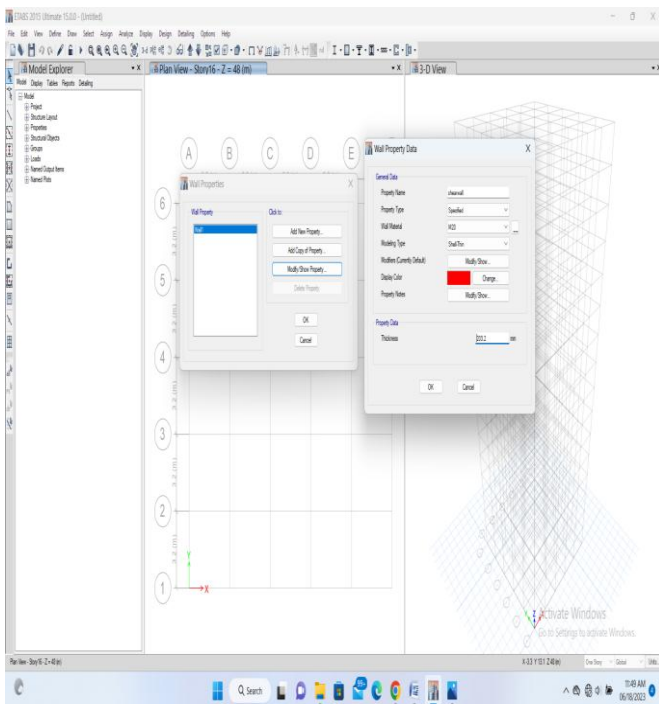 ETABS 2015 Ultimate 15.0.0 - (Untitled)
File Edit View Define Draw Select Assign Analyze Display Design Detailing Options Help
Model Explorer
Model Display Tables Reports Detailing
Model
Project
Structure Layout
Properties
Structural Objects
Groups
Loads
Named Output Items
Named Plots
Plan View - Story16 - Z = 48 (m)
3-D View
A B C D E
6
5
4
3
2
1
Y
X
Wall Properties
Wall Property
Wall1
Click to:
Add New Property...
Add Copy of Property...
Modify/Show Property...
Delete Property
OK
Cancel
Wall Property Data
General Data
Property Name shearwall
Property Type Specified
Wall Material M20
Modeling Type Shell-Thin
Modifiers (Currently Default) Modify/Show...
Display Color Change...
Property Notes Modify/Show...
Property Data
Thickness mm
OK Cancel
Z
Activate Windows
Go to Settings to activate Windows.
Plan View - Story16 - Z = 48 (m)
One Story Global Units...
Search
11:49 AM
06/18/2023